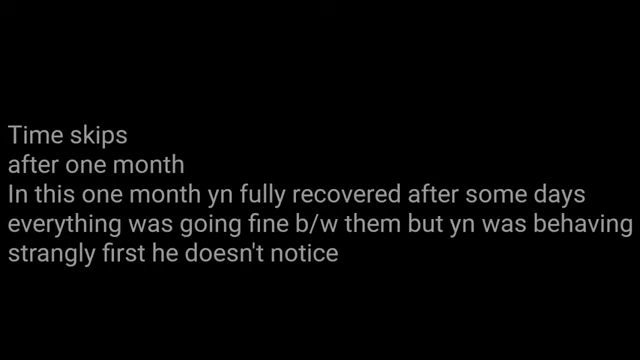 Time skips
after one month
In this one month yn fully recovered after some days
everything was going fine b/w them but yn was behaving
strangly first he doesn't notice